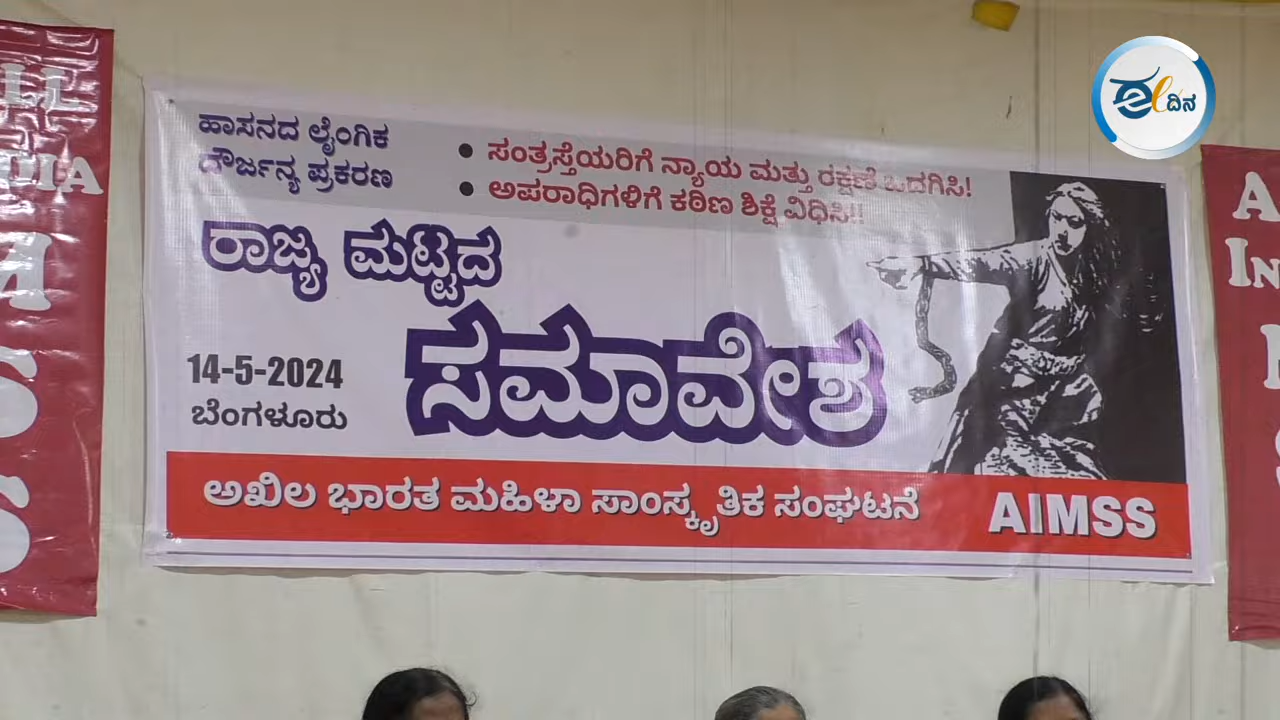 ಈ ದಿನ
ಹಾಸನದ ಲೈಂಗಿಕ
ದೌರ್ಜನ್ಯ ಪ್ರಕರಣ
• ಸಂತ್ರಸ್ತೆಯರಿಗೆ ನ್ಯಾಯ ಮತ್ತು ರಕ್ಷಣೆ ಒದಗಿಸಿ!
• ಅಪರಾಧಿಗಳಿಗೆ ಕಠಿಣ ಶಿಕ್ಷೆ ವಿಧಿಸಿ!!
ರಾಜ್ಯ ಮಟ್ಟದ
ಸಮಾವೇಶ
14-5-2024
ಬೆಂಗಳೂರು
ಅಖಿಲ ಭಾರತ ಮಹಿಳಾ ಸಾಂಸ್ಕೃತಿಕ ಸಂಘಟನೆ
AIMSS